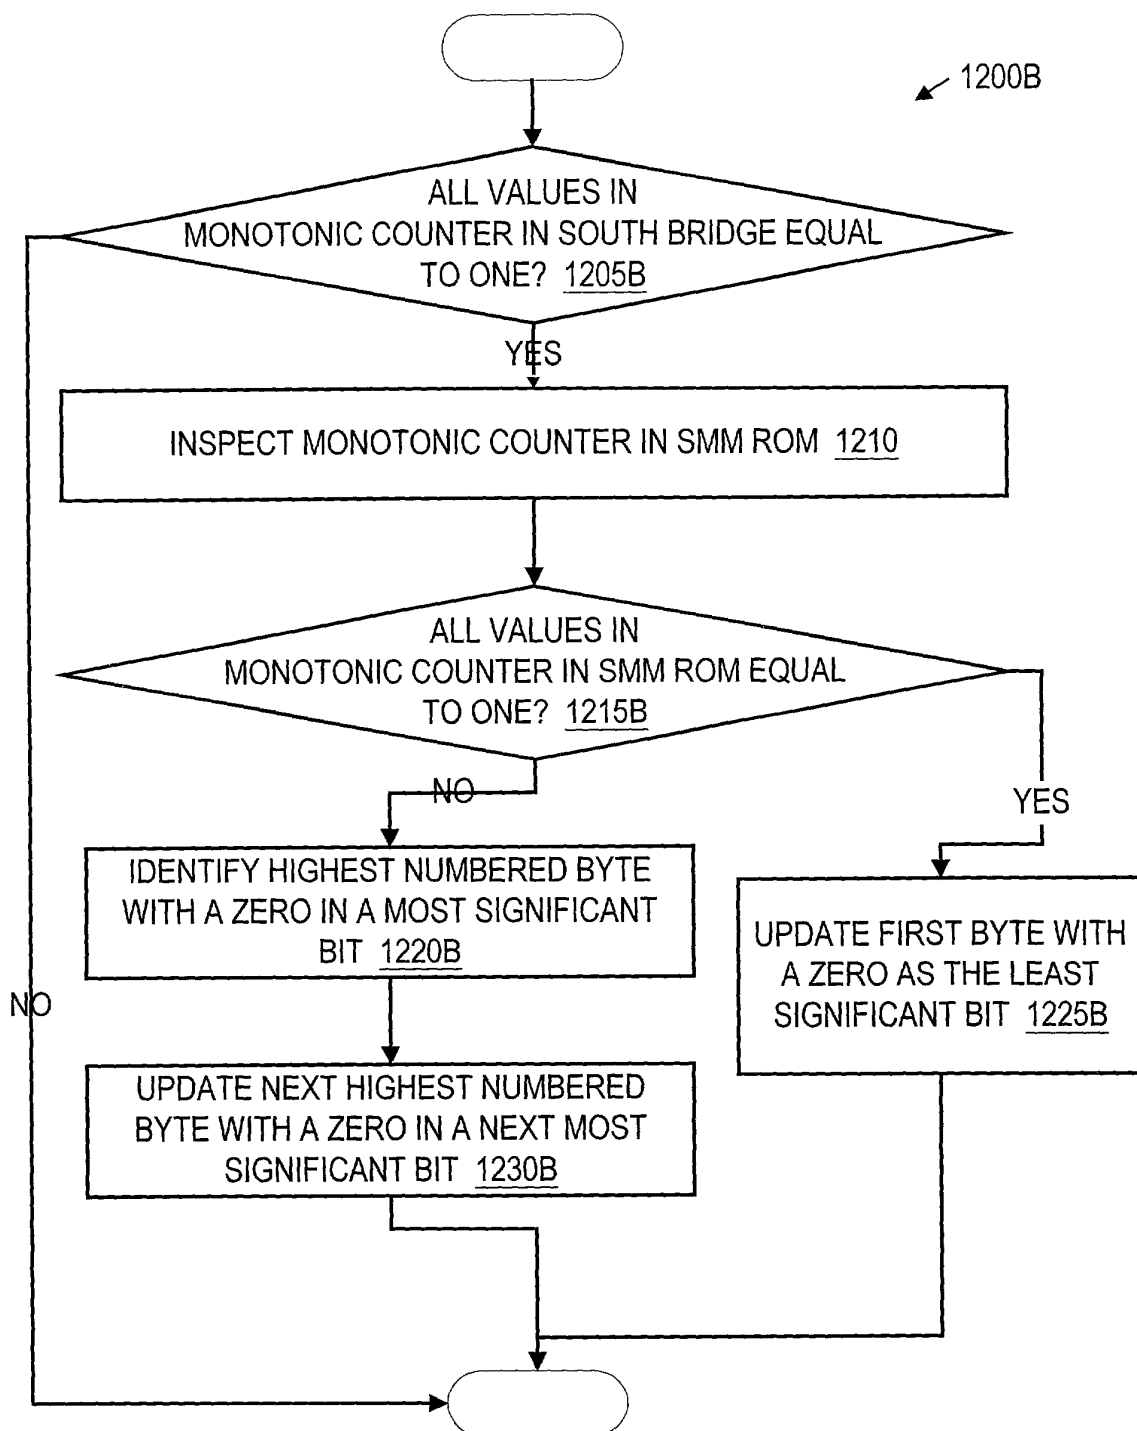 1200B
ALL VALUES IN
MONOTONIC COUNTER IN SOUTH BRIDGE EQUAL
TO ONE? 1205B
YES
INSPECT MONOTONIC COUNTER IN SMM ROM 1210
ALL VALUES IN
MONOTONIC COUNTER IN SMM ROM EQUAL
TO ONE? 1215B
NO
YES
IDENTIFY HIGHEST NUMBERED BYTE
WITH A ZERO IN A MOST SIGNIFICANT
BIT 1220B
UPDATE FIRST BYTE WITH
A ZERO AS THE LEAST
SIGNIFICANT BIT 1225B
NO
UPDATE NEXT HIGHEST NUMBERED
BYTE WITH A ZERO IN A NEXT MOST
SIGNIFICANT BIT 1230B